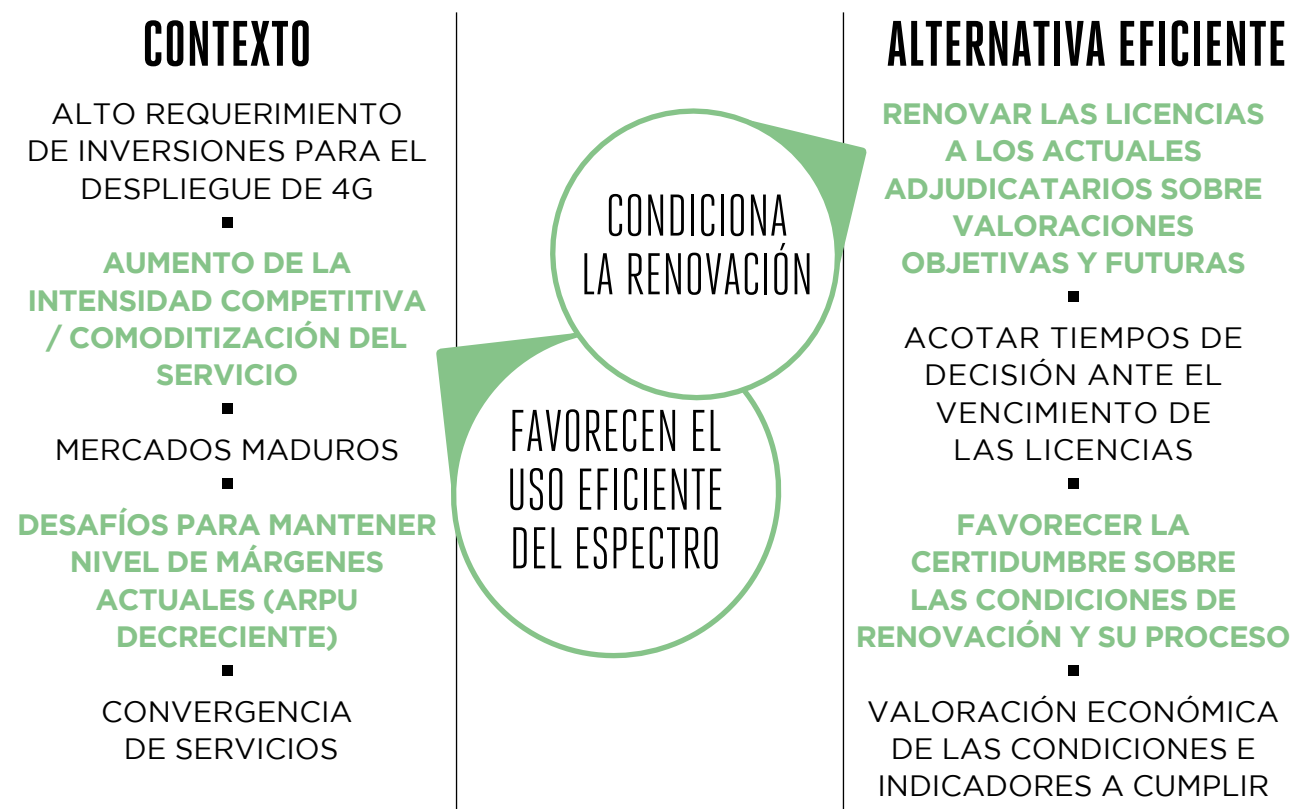 CONTEXTO
ALTO REQUERIMIENTO
DE INVERSIONES PARA EL
DESPLIEGUE DE 4G
AUMENTO DE LA
INTENSIDAD COMPETITIVA
/ COMODITIZACIÓN DEL
SERVICIO
MERCADOS MADUROS
DESAFÍOS PARA MANTENER
NIVEL DE MÁRGENES
ACTUALES (ARPU
DECRECIENTE)
CONVERGENCIA
DE SERVICIOS
CONDICIONA
LA RENOVACIÓN
FAVORECEN EL
USO EFICIENTE
DEL ESPECTRO
ALTERNATIVA EFICIENTE
RENOVAR LAS LICENCIAS
A LOS ACTUALES
ADJUDICATARIOS SOBRE
VALORACIONES
OBJETIVAS Y FUTURAS
ACOTAR TIEMPOS DE
DECISIÓN ANTE EL
VENCIMIENTO DE
LAS LICENCIAS
FAVORECER LA
CERTIDUMBRE SOBRE
LAS CONDICIONES DE
RENOVACIÓN Y SU PROCESO
VALORACIÓN ECONÓMICA
DE LAS CONDICIONES E
INDICADORES A CUMPLIR